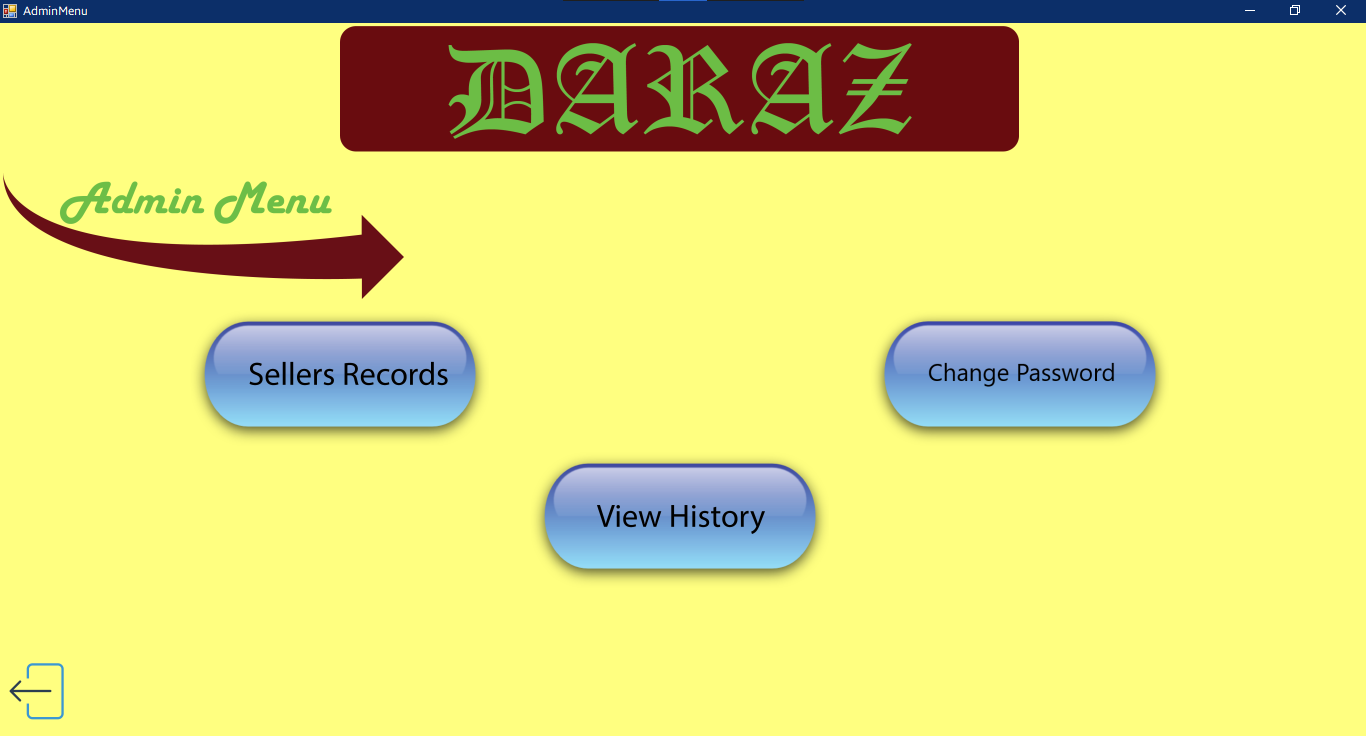 AdminMenu
DARAZ
Admin Menu
Sellers Records
Change Password
View History